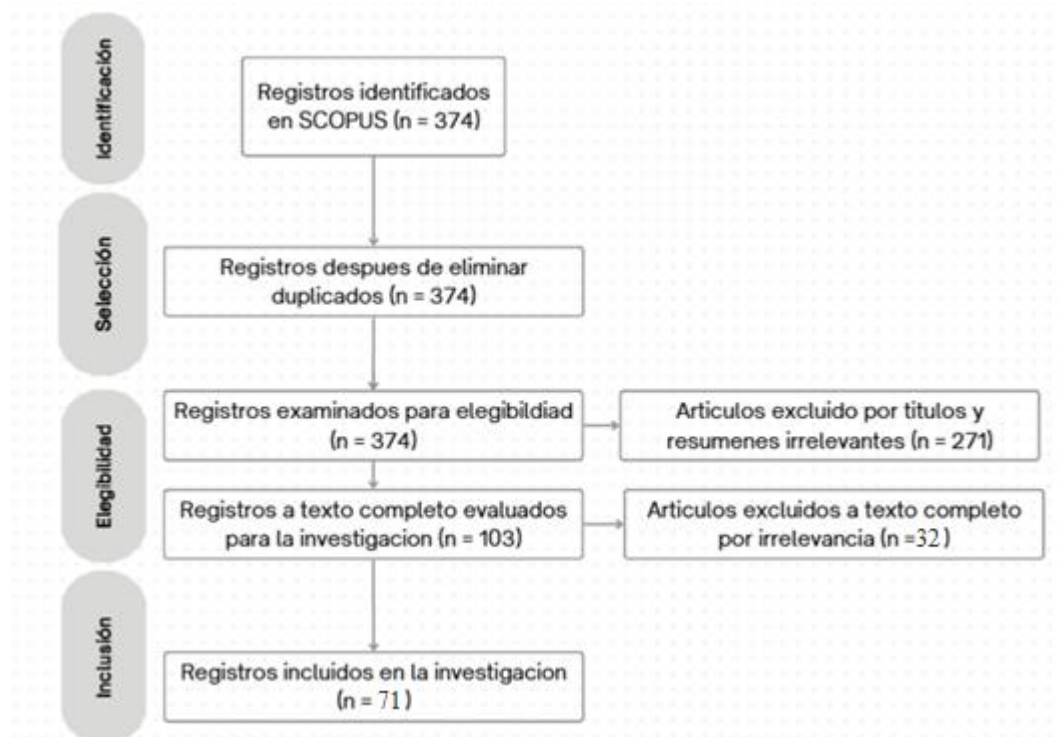 Identificación
Registros identificados
en SCOPUS (n = 374)
Selección
Registros despues de eliminar
duplicados (n = 374)
Elegibilidad
Registros examinados para elegibildiad
(n = 374)
Articulos excluido por titulos y
resumenes irrelevantes (n = 271)
Registros a texto completo evaluados
para la investigacion (n = 103)
Articulos excluidos a texto completo
por irrelevancia (n =32)
Inclusión
Registros incluidos en la investigacion
(n = 71)